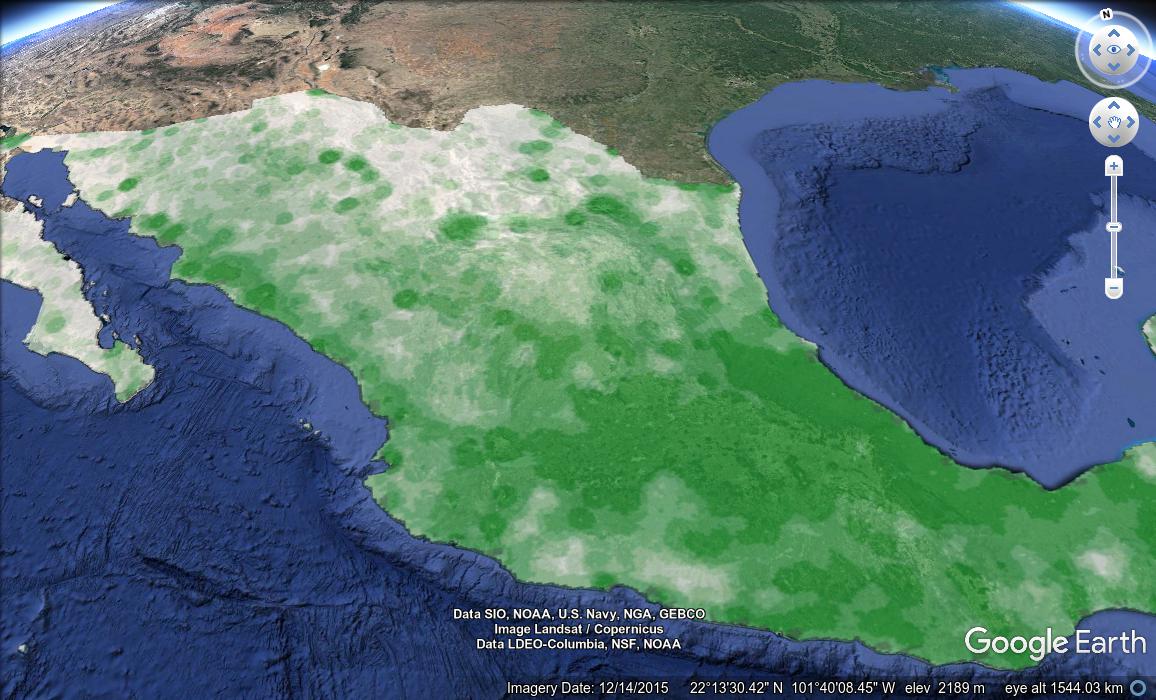 N
Data SIO, NOAA, U.S. Navy, NGA, GEBCO
Image Landsat / Copernicus
Data LDEO-Columbia, NSF, NOAA
Google Earth
Imagery Date: 12/14/2015 22°13'30.42" N 101°40'08.45" W elev 2189 m eye alt 1544.03 km